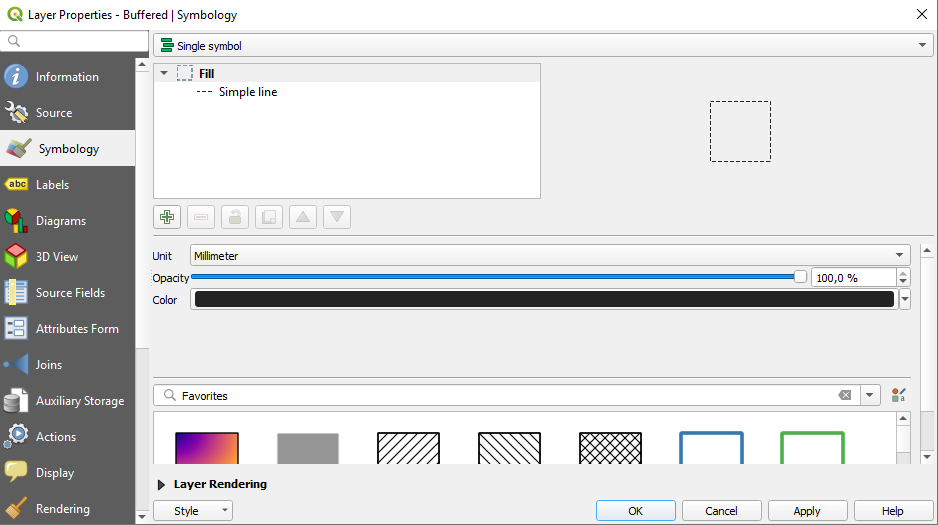 Layer Properties - Buffered | Symbology
Single symbol
Information
Source
Symbology
Labels
Diagrams
3D View
Source Fields
Attributes Form
Joins
Auxiliary Storage
Actions
Display
Rendering
abc
Fill
Simple line
Unit
Millimeter
Opacity
100,0 %
Color
Favorites
a
Layer Rendering
Style
OK
Cancel
Apply
Help